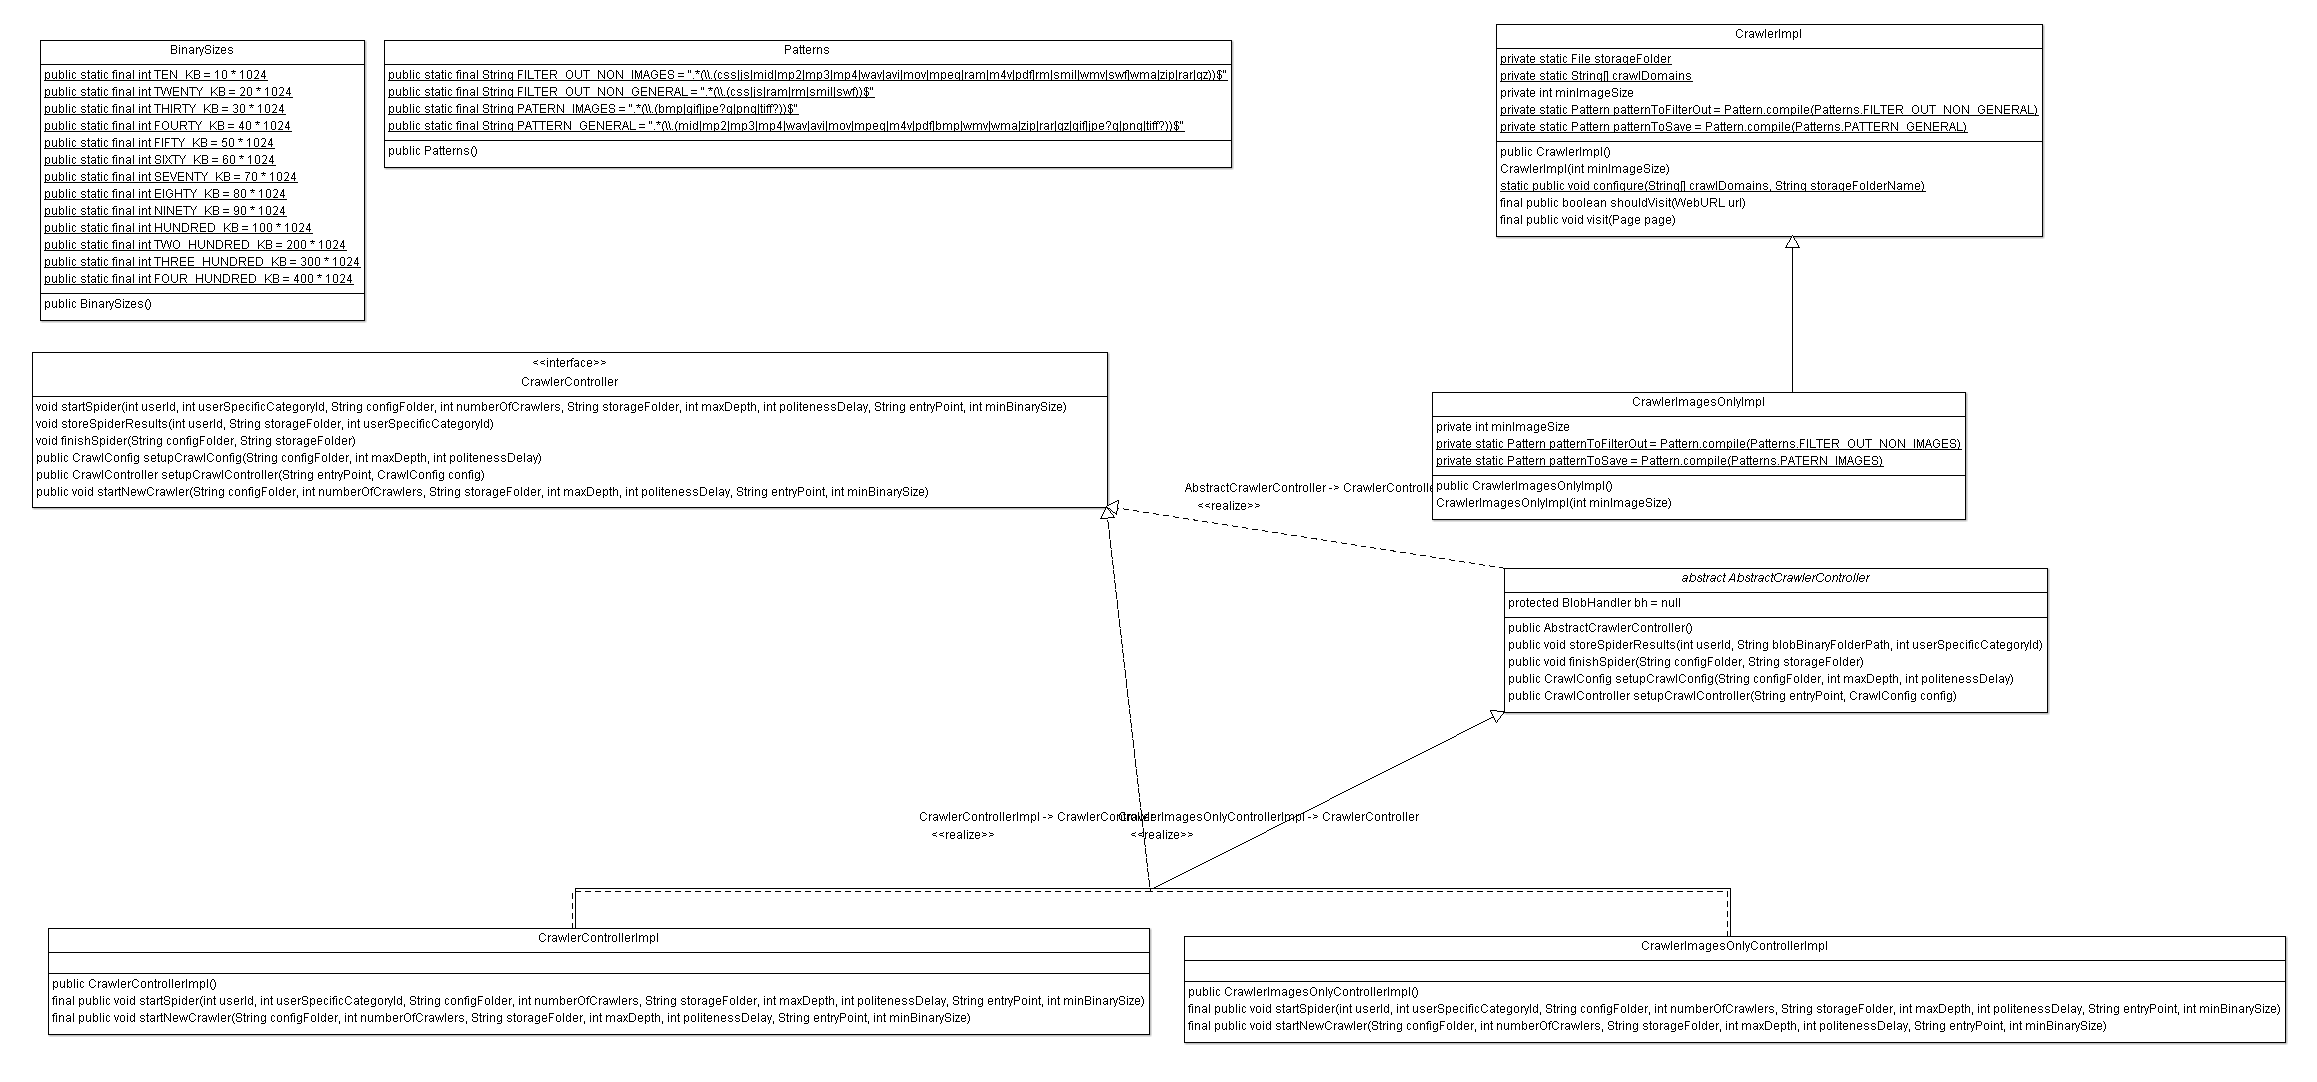 BinarySizes
public static final int TEN_KB = 10 * 1024
public static final int TWENTY_KB = 20 * 1024
public static final int THIRTY_KB = 30 * 1024
public static final int FOURTY_KB = 40 * 1024
public static final int FIFTY_KB = 50 * 1024
public static final int SIXTY_KB = 60 * 1024
public static final int SEVENTY_KB = 70 * 1024
public static final int EIGHTY_KB = 80 * 1024
public static final int NINETY_KB = 90 * 1024
public static final int HUNDRED_KB = 100 * 1024
public static final int TWO_HUNDRED_KB = 200 * 1024
public static final int THREE_HUNDRED_KB = 300 * 1024
public static final int FOUR_HUNDRED_KB = 400 * 1024
public BinarySizes()
Patterns
public static final String FILTER_OUT_NON_IMAGES = ".*(\\.(css|js|mid|mp2|mp3|mp4|wav|avi|mov|mpeg|ram|m4v|pdf|rm|smil|wmv|swf|wma|zip|rar|gz))$"
public static final String FILTER_OUT_NON_GENERAL = ".*(\\.(css|js|ram|rm|smil|swf))$"
public static final String PATERN_IMAGES = ".*(\\.(bmp|gif|jpe?g|png|tiff?))$"
public static final String PATTERN_GENERAL = ".*(\\.(mid|mp2|mp3|mp4|wav|avi|mov|mpeg|m4v|pdf|bmp|wmv|wma|zip|rar|gz|gif|jpe?g|png|tiff?))$"
public Patterns()
CrawlerImpl
private static File storageFolder
private static String[] crawlDomains
private int minImageSize
private static Pattern patternToFilterOut = Pattern.compile(Patterns.FILTER_OUT_NON_GENERAL)
private static Pattern patternToSave = Pattern.compile(Patterns.PATTERN_GENERAL)
public CrawlerImpl()
CrawlerImpl(int minImageSize)
static public void configure(String[] crawlDomains, String storageFolderName)
final public boolean shouldVisit(WebURL url)
final public void visit(Page page)
<<interface>>
CrawlerController
void startSpider(int userId, int userSpecificCategoryId, String configFolder, int numberOfCrawlers, String storageFolder, int maxDepth, int politenessDelay, String entryPoint, int minBinarySize)
void storeSpiderResults(int userId, String storageFolder, int userSpecificCategoryId)
void finishSpider(String configFolder, String storageFolder)
public CrawlConfig setupCrawlConfig(String configFolder, int maxDepth, int politenessDelay)
public CrawlController setupCrawlController(String entryPoint, CrawlConfig config)
public void startNewCrawler(String configFolder, int numberOfCrawlers, String storageFolder, int maxDepth, int politenessDelay, String entryPoint, int minBinarySize)
CrawlerImagesOnlyImpl
private int minImageSize
private static Pattern patternToFilterOut = Pattern.compile(Patterns.FILTER_OUT_NON_IMAGES)
private static Pattern patternToSave = Pattern.compile(Patterns.PATERN_IMAGES)
public CrawlerImagesOnlyImpl()
CrawlerImagesOnlyImpl(int minImageSize)
AbstractCrawlerController -> CrawlerControlle
<<realize>>
abstract AbstractCrawlerController
protected BlobHandler bh = null
public AbstractCrawlerController()
public void storeSpiderResults(int userId, String blobBinaryFolderPath, int userSpecificCategoryId)
public void finishSpider(String configFolder, String storageFolder)
public CrawlConfig setupCrawlConfig(String configFolder, int maxDepth, int politenessDelay)
public CrawlController setupCrawlController(String entryPoint, CrawlConfig config)
CrawlerControllerImpl -> CrawlerController
<<realize>>
CrawlerImagesOnlyControllerImpl -> CrawlerController
<<realize>>
CrawlerControllerImpl
public CrawlerControllerImpl()
final public void startSpider(int userId, int userSpecificCategoryId, String configFolder, int numberOfCrawlers, String storageFolder, int maxDepth, int politenessDelay, String entryPoint, int minBinarySize)
final public void startNewCrawler(String configFolder, int numberOfCrawlers, String storageFolder, int maxDepth, int politenessDelay, String entryPoint, int minBinarySize)
CrawlerImagesOnlyControllerImpl
public CrawlerImagesOnlyControllerImpl()
final public void startSpider(int userId, int userSpecificCategoryId, String configFolder, int numberOfCrawlers, String storageFolder, int maxDepth, int politenessDelay, String entryPoint, int minBinarySize)
final public void startNewCrawler(String configFolder, int numberOfCrawlers, String storageFolder, int maxDepth, int politenessDelay, String entryPoint, int minBinarySize)